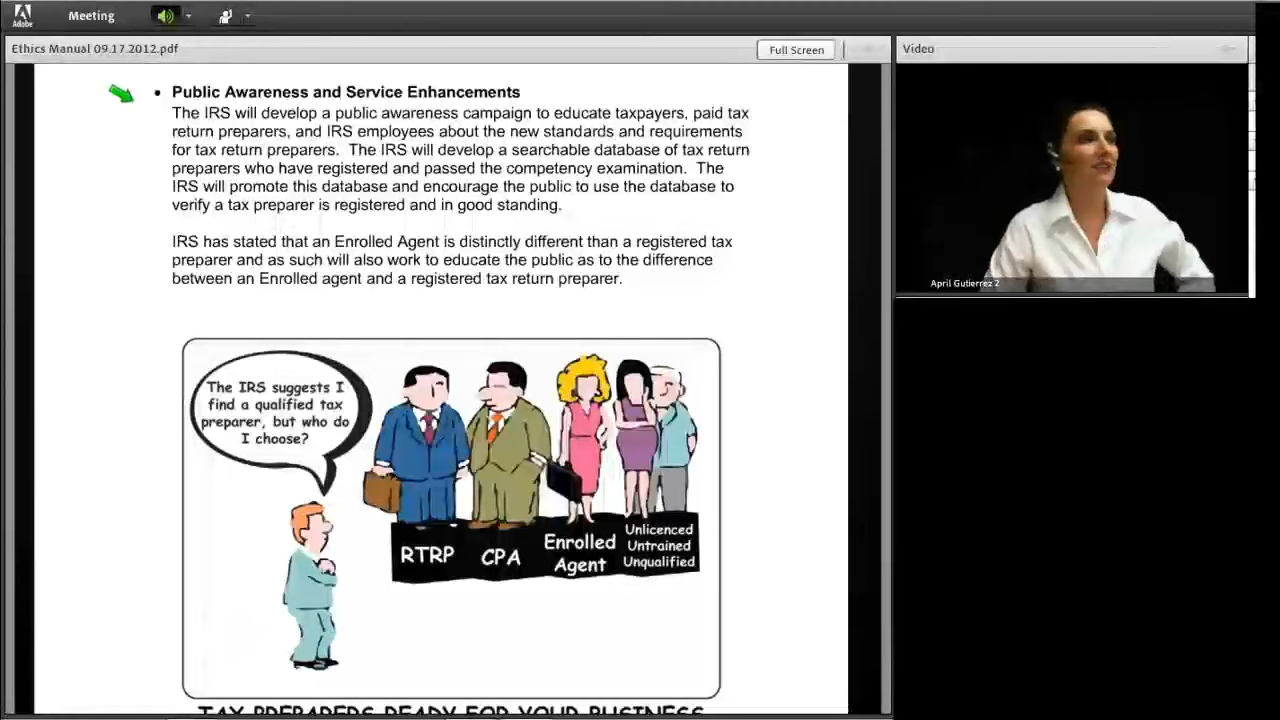 Adobe
Meeting
Ethics Manual 09.17.2012.pdf
Full Screen
Video
• Public Awareness and Service Enhancements
The IRS will develop a public awareness campaign to educate taxpayers, paid tax
return preparers, and IRS employees about the new standards and requirements
for tax return preparers. The IRS will develop a searchable database of tax return
preparers who have registered and passed the competency examination. The
IRS will promote this database and encourage the public to use the database to
verify a tax preparer is registered and in good standing.
IRS has stated that an Enrolled Agent is distinctly different than a registered tax
preparer and as such will also work to educate the public as to the difference
between an Enrolled agent and a registered tax return preparer.
The IRS suggests I
find a qualified tax
preparer, but who do
I choose?
RTRP
CPA
Enrolled
Agent
Unlicenced
Untrained
Unqualified
TAX PREPARERS READY FOR YOUR BUSINESS
April Gutierrez 2